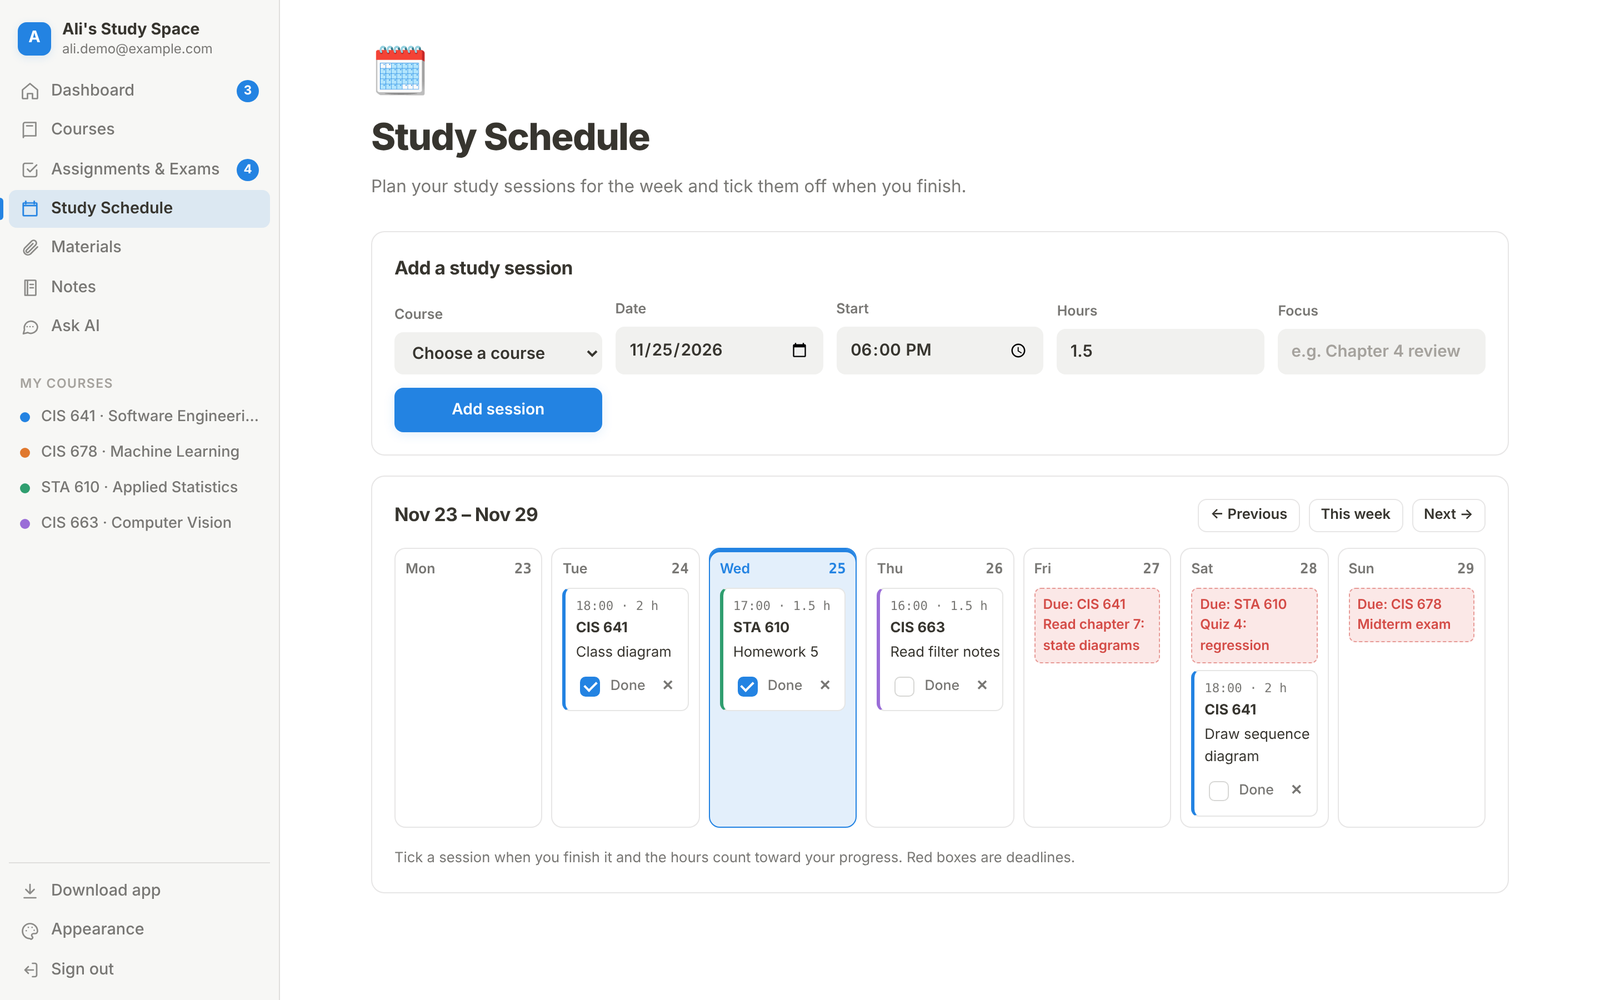 A
Ali's Study Space
ali.demo@example.com
Dashboard
3
Courses
Assignments & Exams
4
Study Schedule
Materials
Notes
Ask AI
MY COURSES
CIS 641 · Software Engineeri...
CIS 678 · Machine Learning
STA 610 · Applied Statistics
CIS 663 · Computer Vision
Download app
Appearance
Sign out
Study Schedule
Plan your study sessions for the week and tick them off when you finish.
Add a study session
Course
Choose a course
Date
11/25/2026
Start
06:00 PM
Hours
1.5
Focus
e.g. Chapter 4 review
Add session
Nov 23 – Nov 29
← Previous
This week
Next →
Mon 23
Tue 24
18:00 · 2 h
CIS 641
Class diagram
Done ✕
Wed 25
17:00 · 1.5 h
STA 610
Homework 5
Done ✕
Thu 26
16:00 · 1.5 h
CIS 663
Read filter notes
Done ✕
Fri 27
Due: CIS 641
Read chapter 7:
state diagrams
Sat 28
Due: STA 610
Quiz 4:
regression
18:00 · 2 h
CIS 641
Draw sequence
diagram
Done ✕
Sun 29
Due: CIS 678
Midterm exam
Tick a session when you finish it and the hours count toward your progress. Red boxes are deadlines.